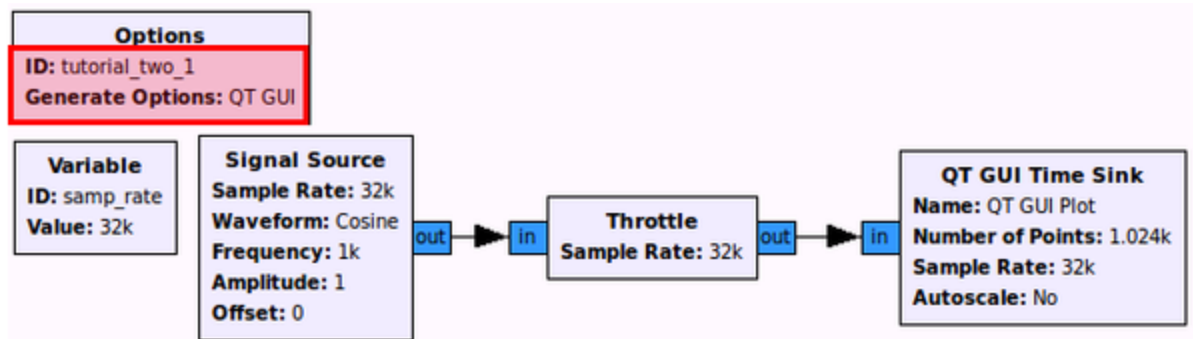 Options
ID: tutorial_two_1
Generate Options: QT GUI
Variable
ID: samp_rate
Value: 32k
Signal Source
Sample Rate: 32k
Waveform: Cosine
Frequency: 1k
Amplitude: 1
Offset: 0
out
in
Throttle
Sample Rate: 32k
out
in
QT GUI Time Sink
Name: QT GUI Plot
Number of Points: 1.024k
Sample Rate: 32k
Autoscale: No